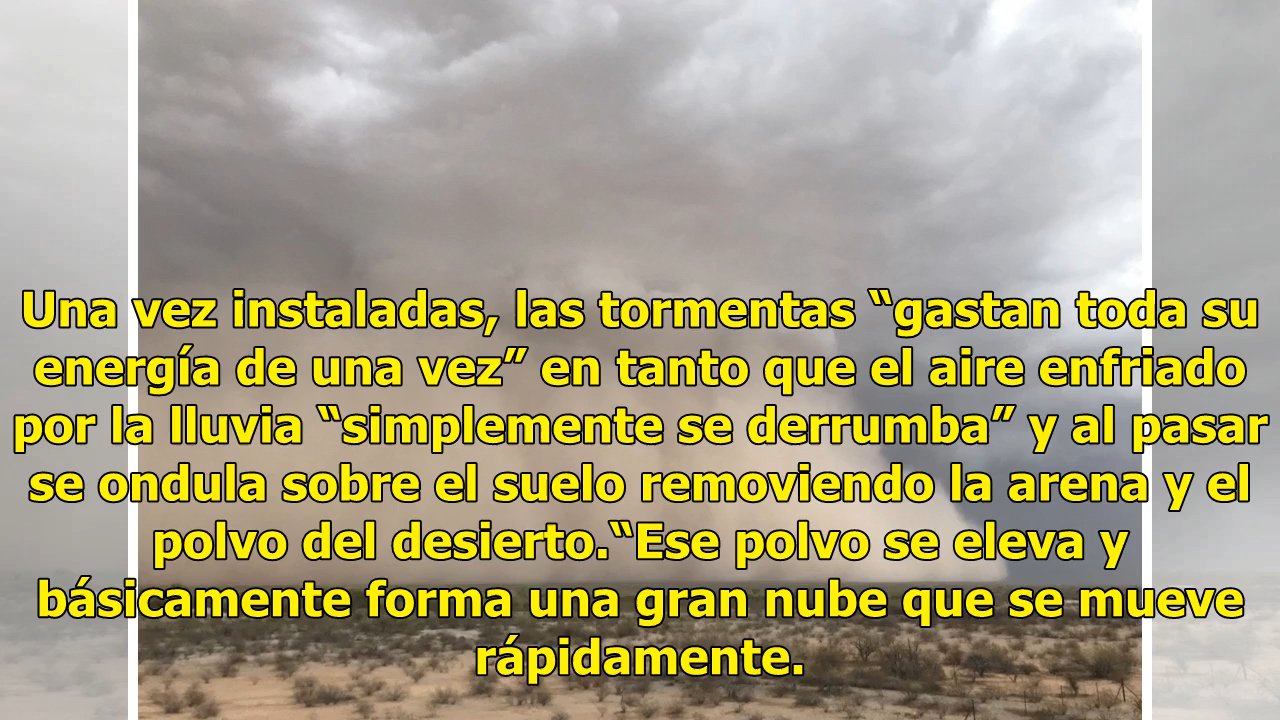 Una vez instaladas, las tormentas “gastan toda su
energía de una vez” en tanto que el aire enfriado
por la lluvia “simplemente se derrumba” y al pasar
se ondula sobre el suelo removiendo la arena y el
polvo del desierto.“Ese polvo se eleva y
básicamente forma una gran nube que se mueve
rápidamente.